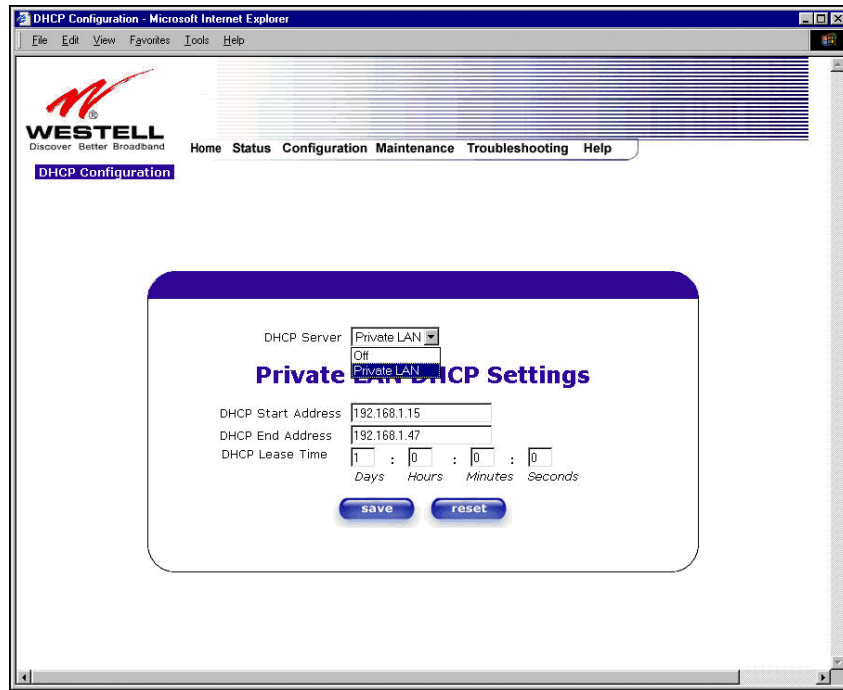 DHCP Configuration - Microsoft Internet Explorer
File Edit View Favorites Tools Help
WESTELL
Discover Better Broadband
Home Status Configuration Maintenance Troubleshooting Help
DHCP Configuration
DHCP Server Private LAN
Off
Private LAN
Private LAN DHCP Settings
DHCP Start Address 192.168.1.15
DHCP End Address 192.168.1.47
DHCP Lease Time 1 : 0 : 0 : 0
Days Hours Minutes Seconds
save reset